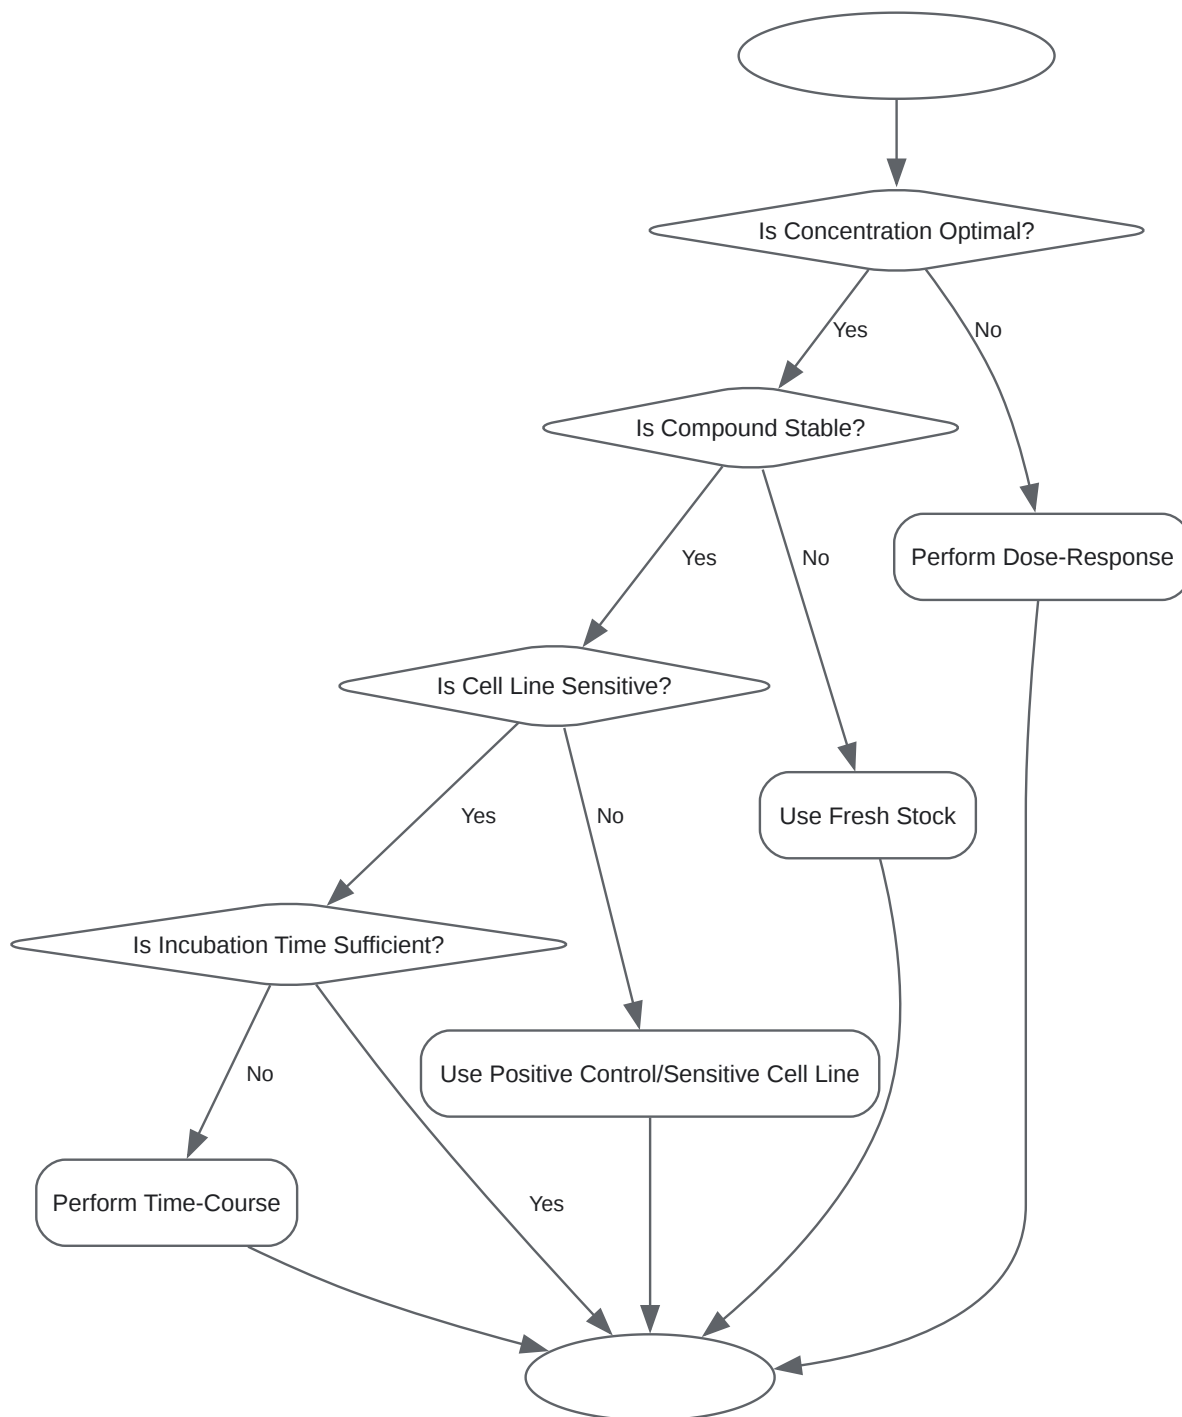 Is Concentration Optimal?
Yes
No
Is Compound Stable?
Yes
No
Perform Dose-Response
Is Cell Line Sensitive?
Yes
No
Use Fresh Stock
Is Incubation Time Sufficient?
No
Use Positive Control/Sensitive Cell Line
Perform Time-Course
Yes